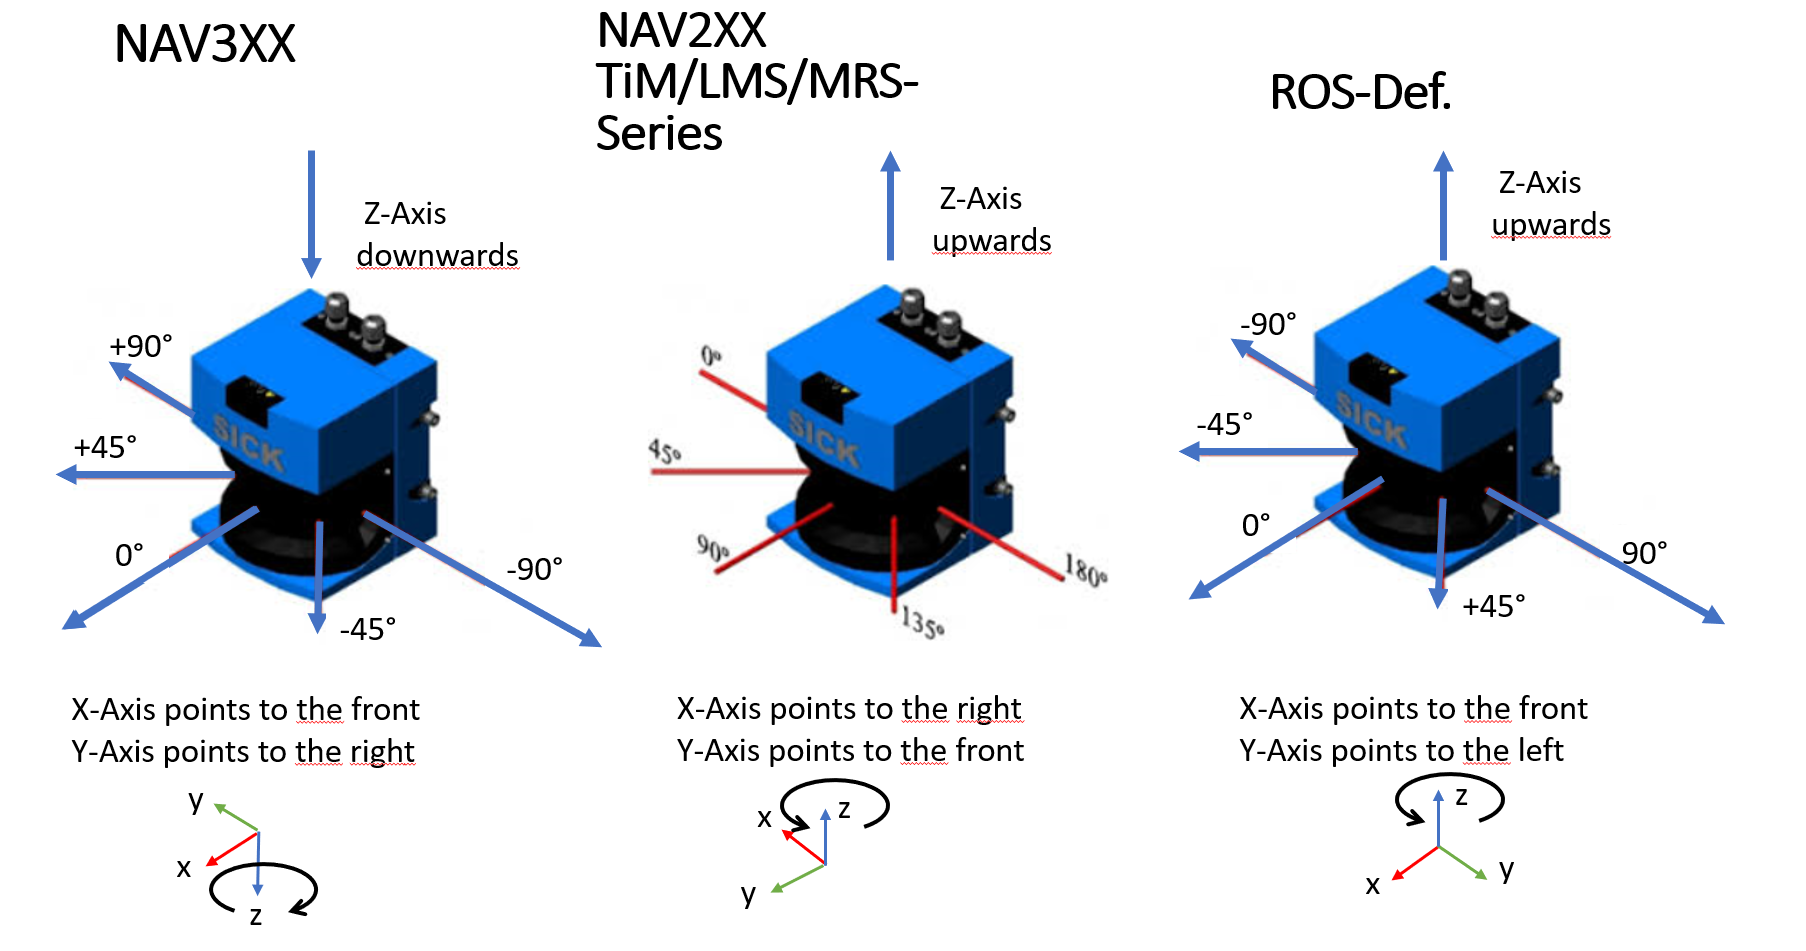 NAV3XX
Z-Axis
downwards
+90°
+45°
0°
-45°
-90°
SICK
X-Axis points to the front
Y-Axis points to the right
y
x
z
NAV2XX
TiM/LMS/MRS-
Series
Z-Axis
upwards
0°
45°
90°
135°
180°
SICK
X-Axis points to the right
Y-Axis points to the front
x
z
y
ROS-Def.
Z-Axis
upwards
-90°
-45°
0°
+45°
90°
SICK
X-Axis points to the front
Y-Axis points to the left
z
x
y